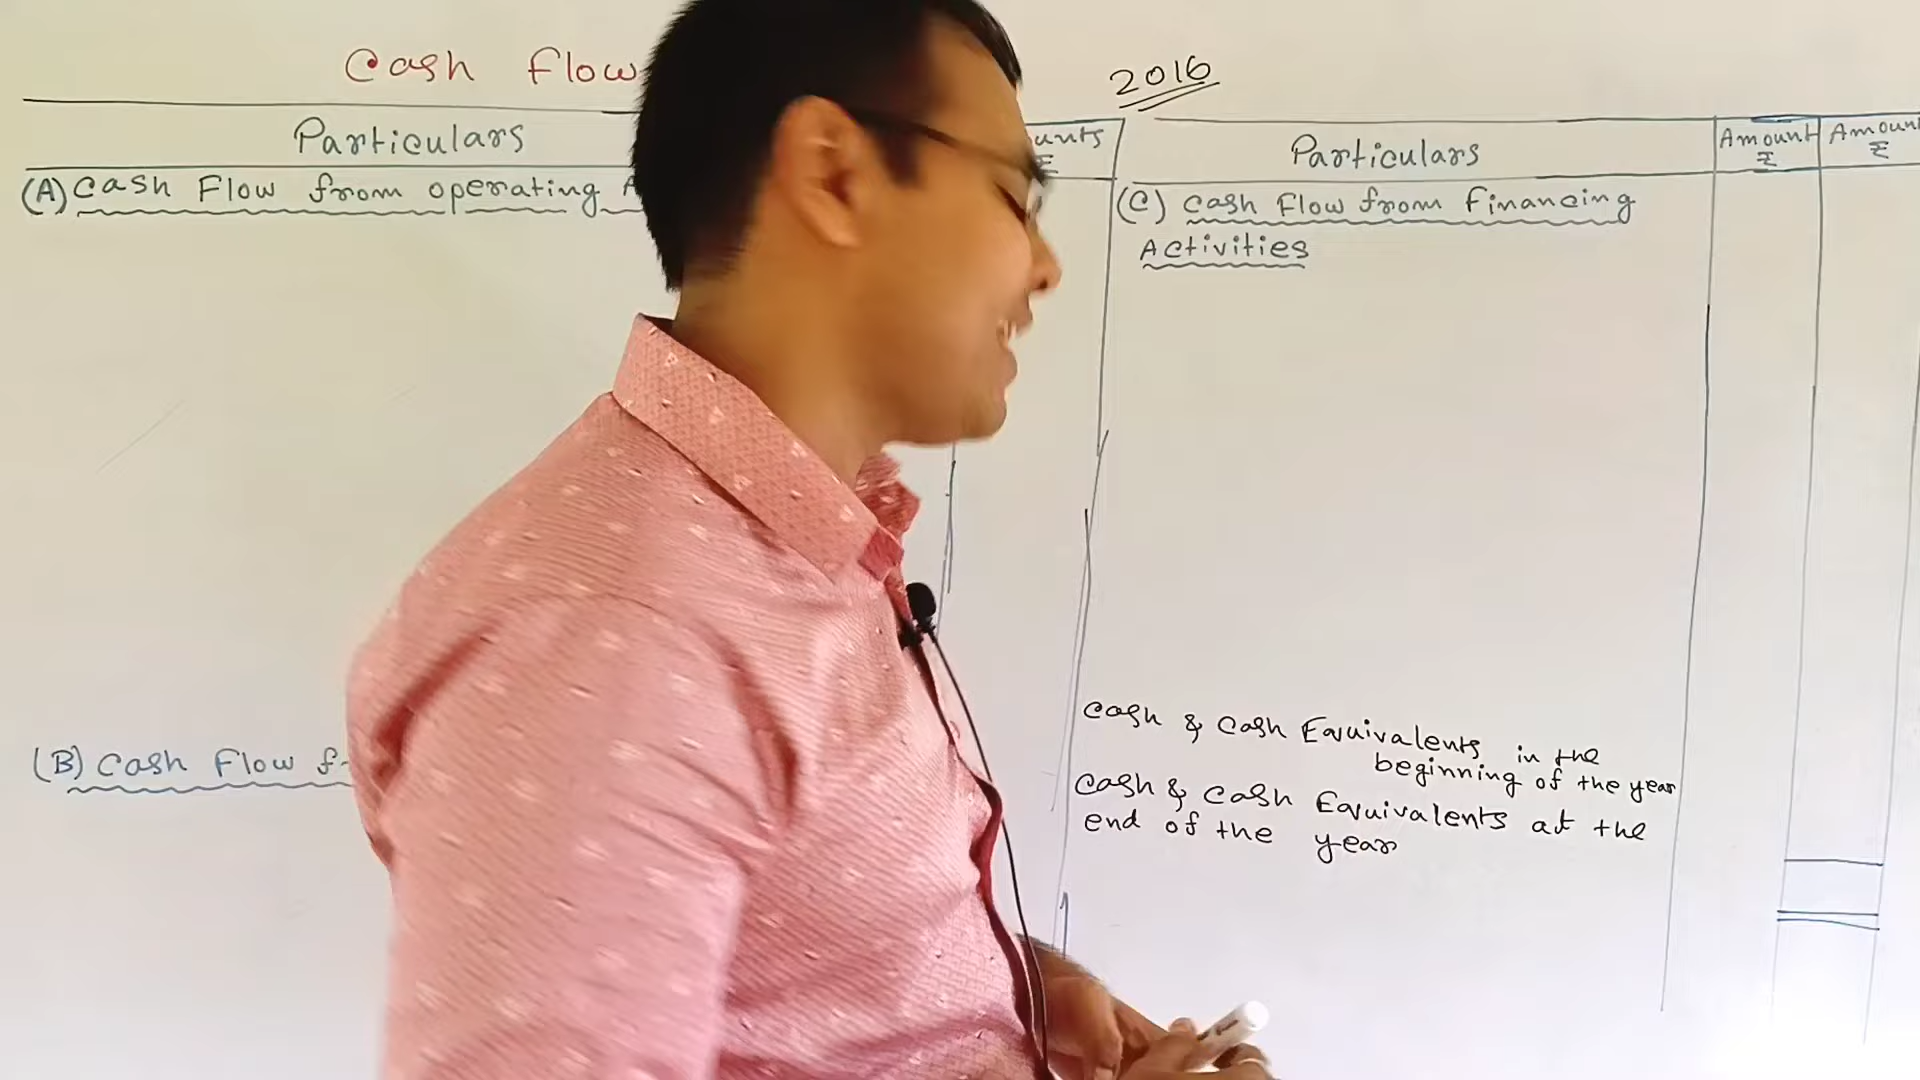 Cash Flow
2016
Particulars
(A) Cash Flow from operating A
(B) Cash Flow f
unts
₹
Particulars
Amount
₹
Amount
₹
(C) Cash Flow from Financing
Activities
Cash & Cash Equivalents in the
beginning of the year
Cash & Cash Equivalents at the
end of the year